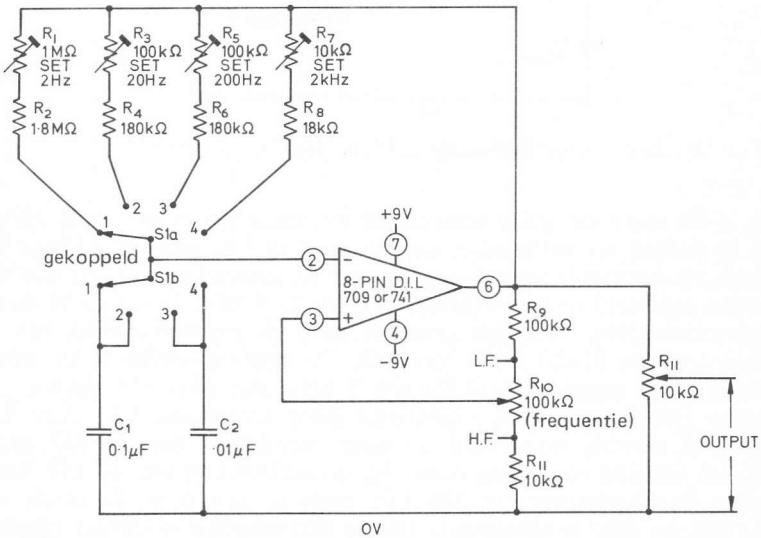 R1
1MΩ
SET
2Hz
R3
100kΩ
SET
20Hz
R5
100kΩ
SET
200Hz
R7
10kΩ
SET
2kHz
R2
1·8MΩ
R4
180kΩ
R6
180kΩ
R8
18kΩ
1
2
3
4
S1a
gekoppeld
S1b
1
2
3
4
+9V
7
2
−
8-PIN D.I.L
709 or 741
6
3
+
4
-9V
R9
100kΩ
L.F.
R10
100kΩ
(frequentie)
H.F.
R11
10kΩ
R11
10kΩ
OUTPUT
C1
0·1μF
C2
·01μF
0V